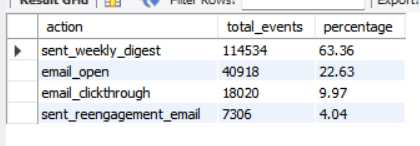 Result Grid Filter Rows: Export:
action total_events percentage
sent_weekly_digest 114534 63.36
email_open 40918 22.63
email_clickthrough 18020 9.97
sent_reengagement_email 7306 4.04